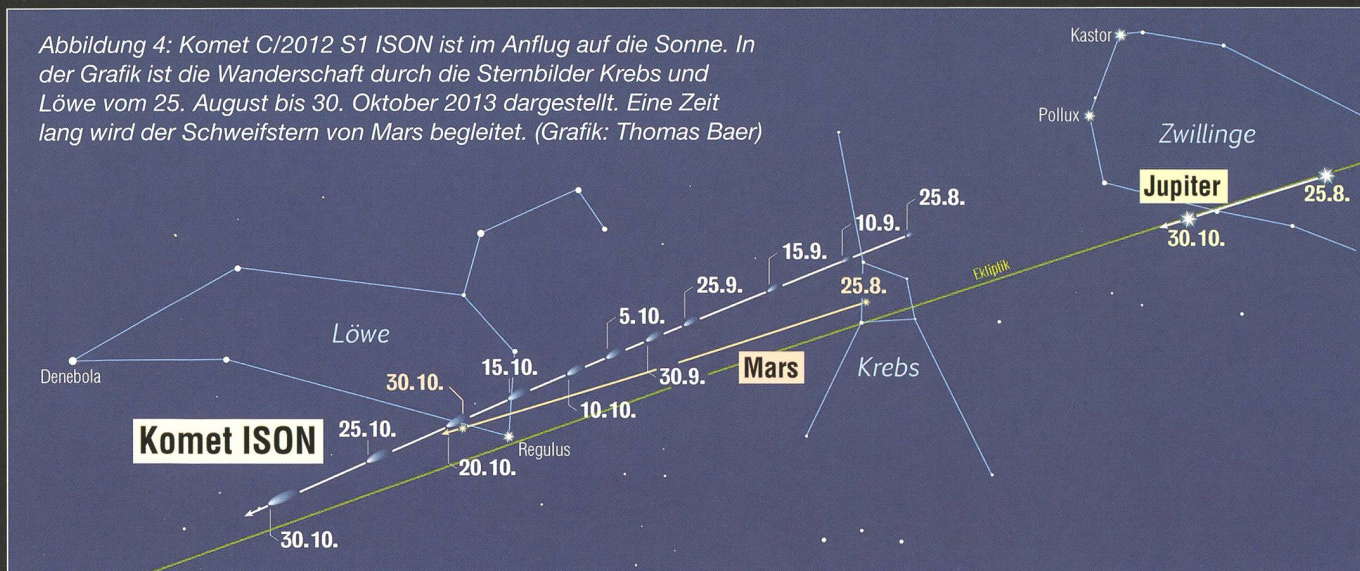 Abbildung 4: Komet C/2012 S1 ISON ist im Anflug auf die Sonne. In
der Grafik ist die Wanderschaft durch die Sternbilder Krebs und
Löwe vom 25. August bis 30. Oktober 2013 dargestellt. Eine Zeit
lang wird der Schweifstern von Mars begleitet. (Grafik: Thomas Baer)
Kastor
Pollux
Zwillinge
Jupiter
25.8.
30.10.
Ekliptik
25.8.
10.9.
15.9.
25.9.
5.10.
15.10.
30.10.
25.8.
Mars
Krebs
30.9.
10.10.
Löwe
Denebola
Komet ISON
25.10.
Regulus
20.10.
30.10.